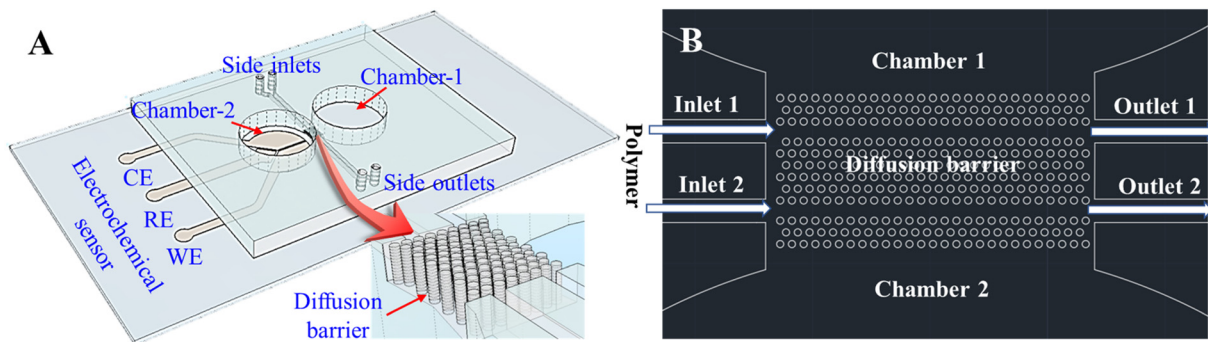 A
Side inlets
Chamber-1
Chamber-2
CE
RE
WE
Electrochemical
sensor
Side outlets
Diffusion
barrier
B
Chamber 1
Inlet 1
Outlet 1
Polymer
Diffusion barrier
Inlet 2
Outlet 2
Chamber 2